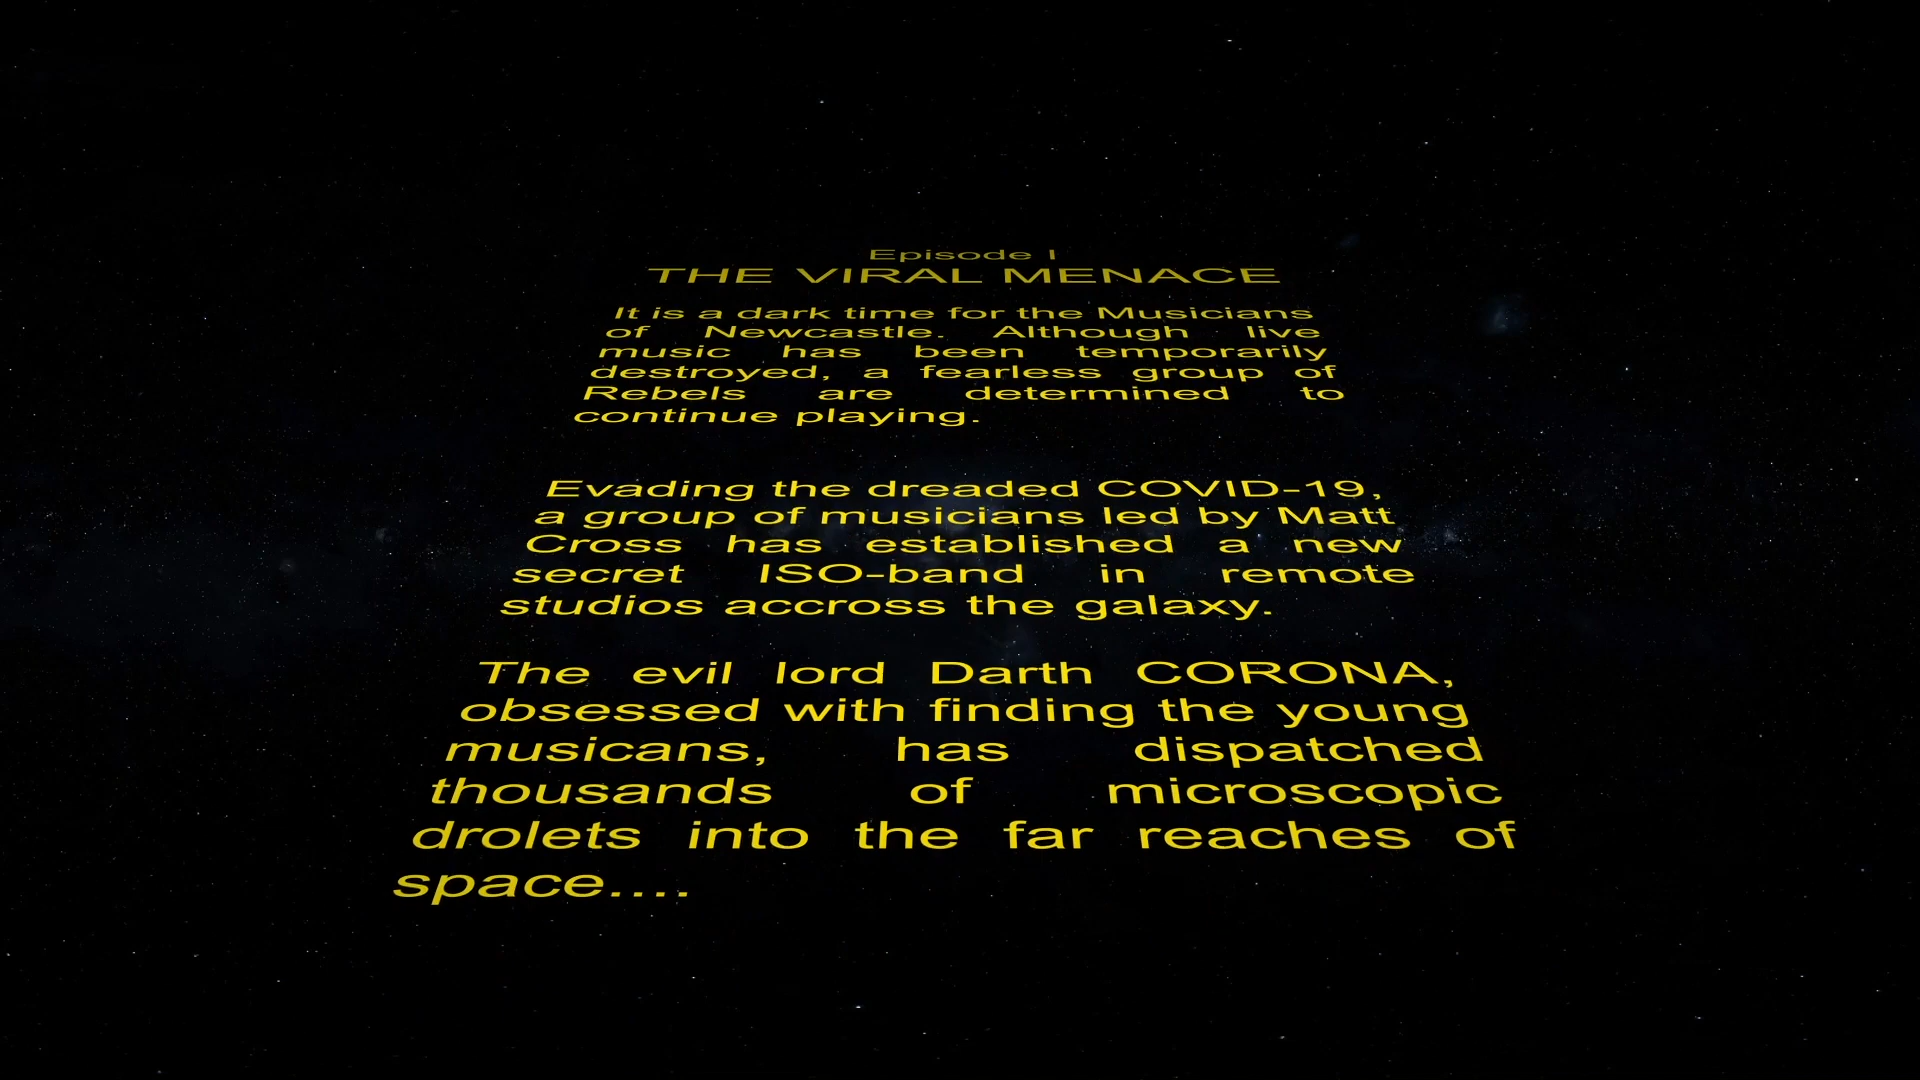 Episode I
THE VIRAL MENACE
It is a dark time for the Musicians
of Newcastle. Although live
music has been temporarily
destroyed, a fearless group of
Rebels are determined to
continue playing.
Evading the dreaded COVID-19,
a group of musicians led by Matt
Cross has established a new
secret ISO-band in remote
studios accross the galaxy.
The evil lord Darth CORONA,
obsessed with finding the young
musicans, has dispatched
thousands of microscopic
drolets into the far reaches of
space....